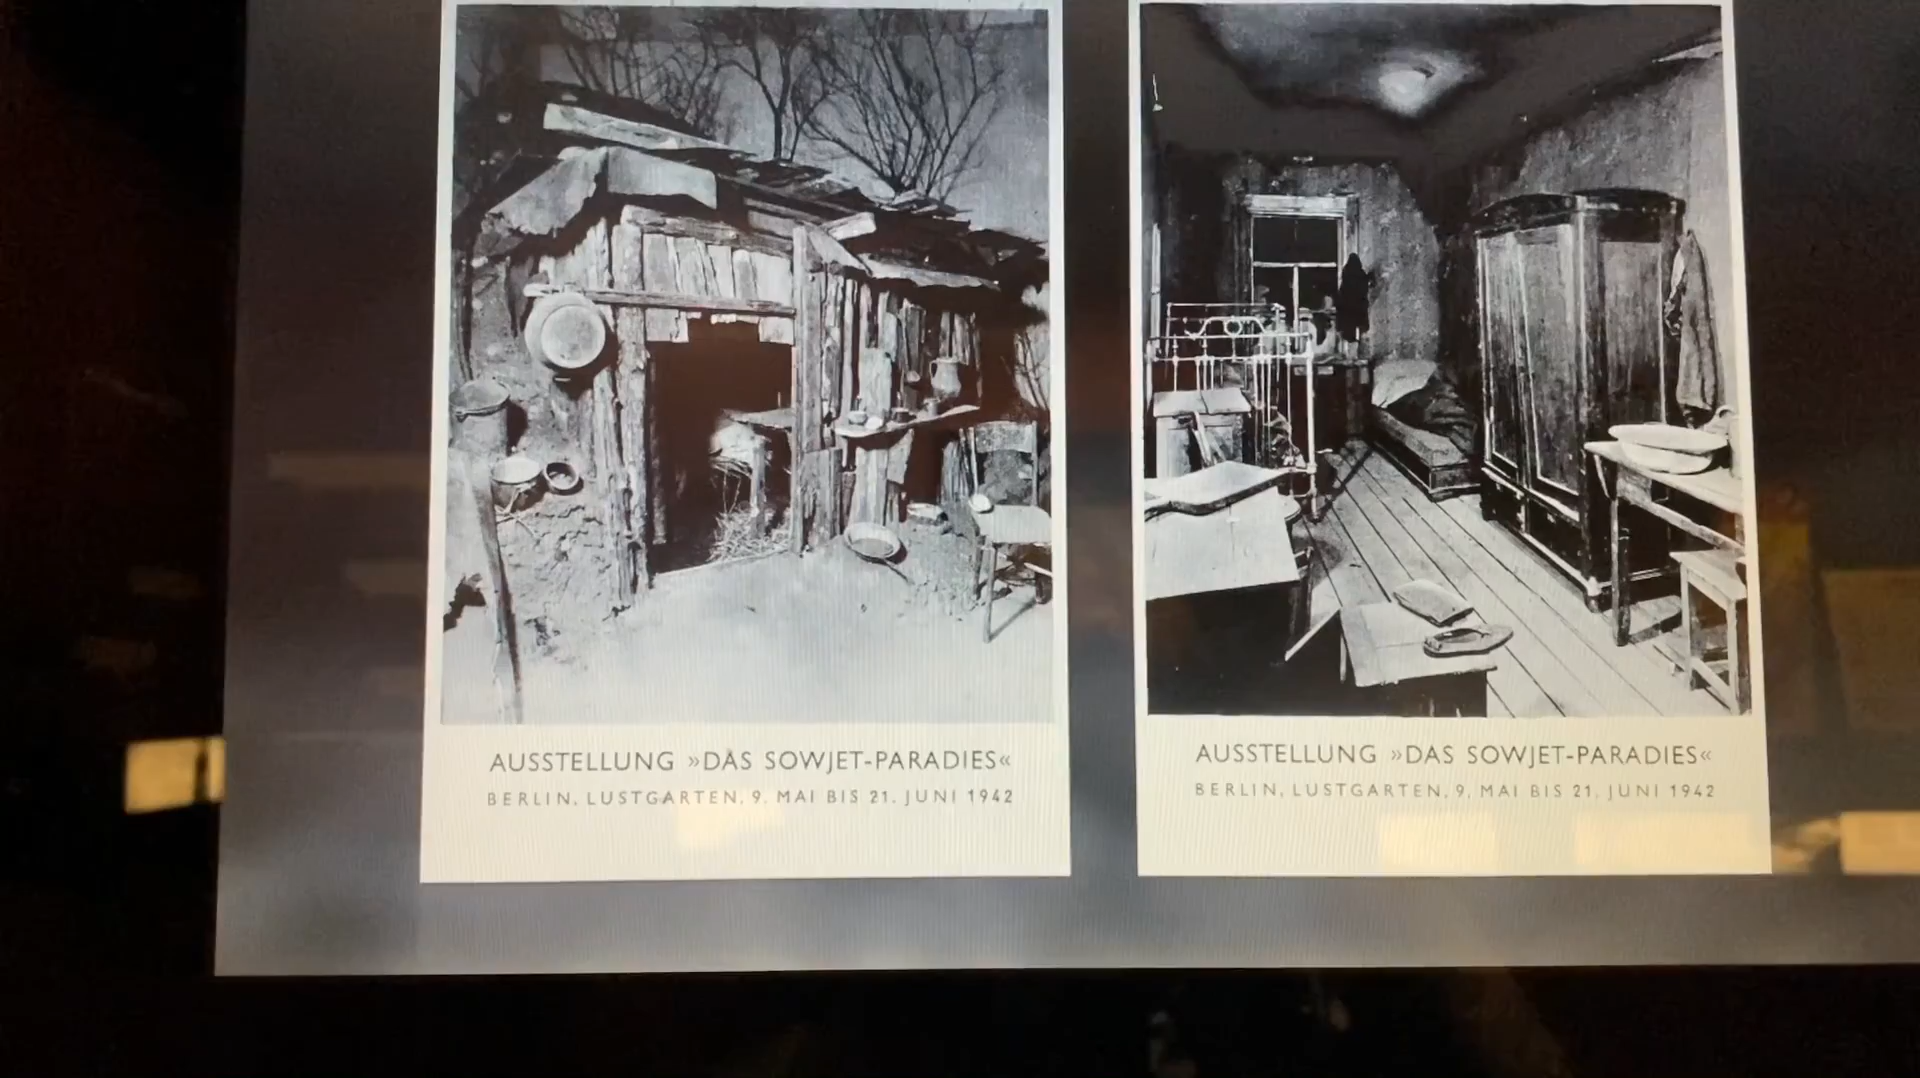 AUSSTELLUNG »DAS SOWJET-PARADIES«
BERLIN, LUSTGARTEN, 9. MAI BIS 21. JUNI 1942
AUSSTELLUNG »DAS SOWJET-PARADIES«
BERLIN, LUSTGARTEN, 9. MAI BIS 21. JUNI 1942